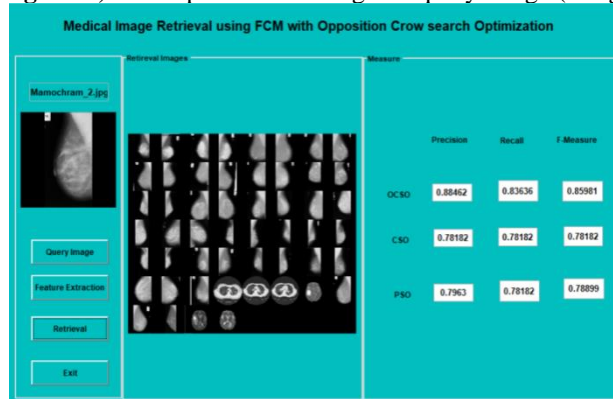 Medical Image Retrieval using FCM with Opposition Crow search Optimization
Retireval Images
Measure
Mamochram_2.jpg
Precision Recall F-Measure
OCSO 0.88462 0.83636 0.85981
CSO 0.78182 0.78182 0.78182
PSO 0.7963 0.78182 0.78899
Query Image
Feature Extraction
Retrieval
Exit